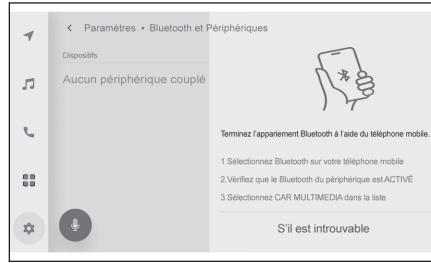 Paramètres • Bluetooth et Périphériques
Dispositifs
Aucun périphérique couplé
Terminez l'appariement Bluetooth à l'aide du téléphone mobile.
1.Sélectionnez Bluetooth sur votre téléphone mobile
2.Vérifiez que le Bluetooth du périphérique est ACTIVÉ
3.Sélectionnez CAR MULTIMEDIA dans la liste
S'il est introuvable